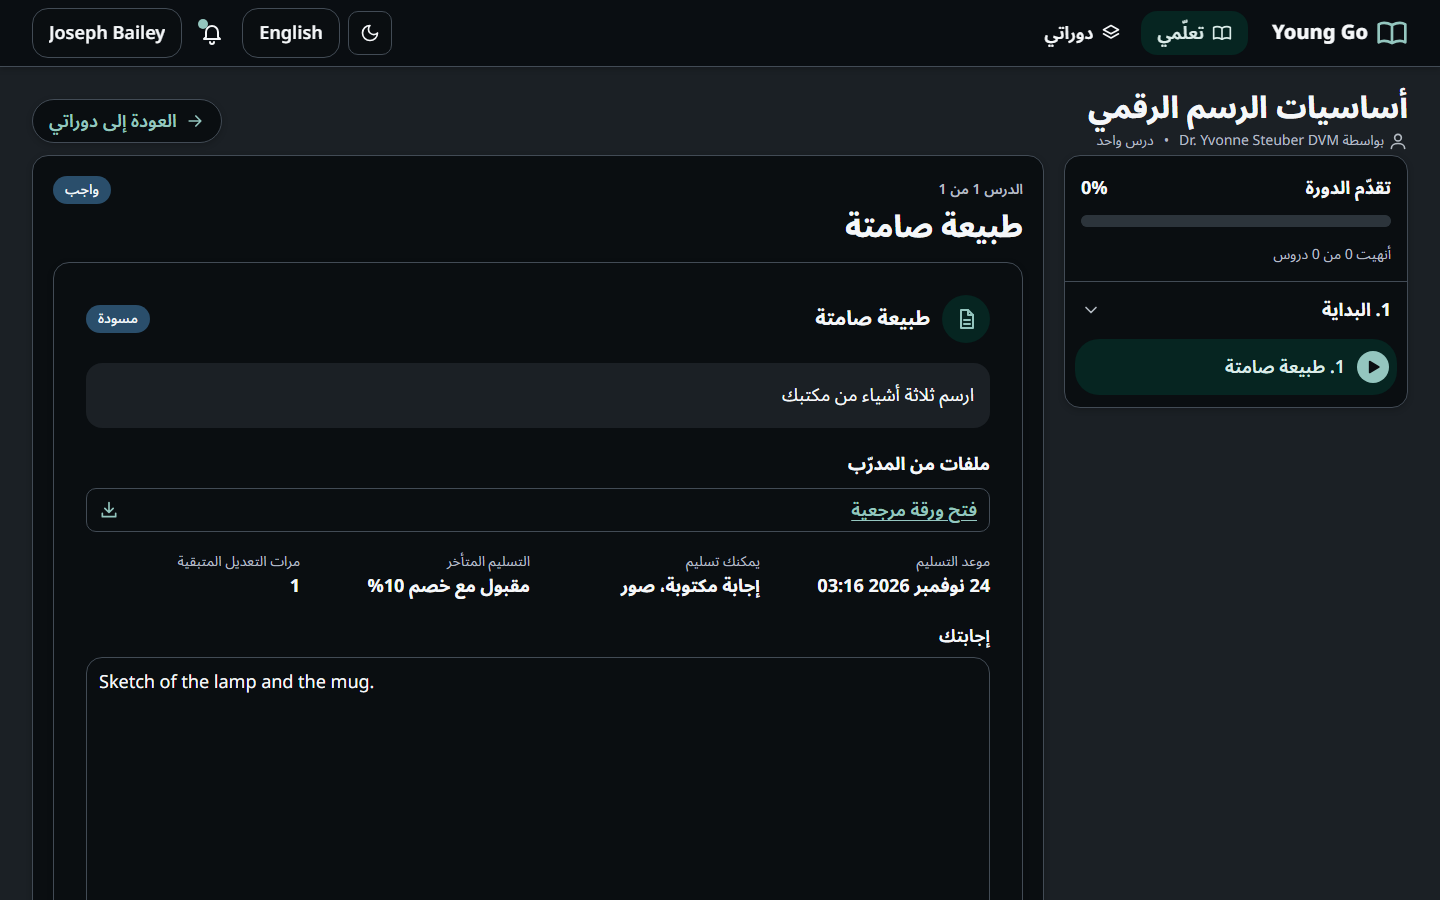 Young Go
تعلّمي
دوراتي
English
Joseph Bailey
أساسيات الرسم الرقمي
بواسطة Dr. Yvonne Steuber DVM • درس واحد
العودة إلى دوراتي
تقدّم الدورة
0%
أنهيت 0 من 0 دروس
1. البداية
1. طبيعة صامتة
الدرس 1 من 1
واجب
طبيعة صامتة
طبيعة صامتة
مسودة
ارسم ثلاثة أشياء من مكتبك
ملفات من المدرّب
فتح ورقة مرجعية
موعد التسليم
24 نوفمبر 2026 03:16
يمكنك تسليم
إجابة مكتوبة، صور
التسليم المتأخر
مقبول مع خصم 10%
مرات التعديل المتبقية
1
إجابتك
Sketch of the lamp and the mug.